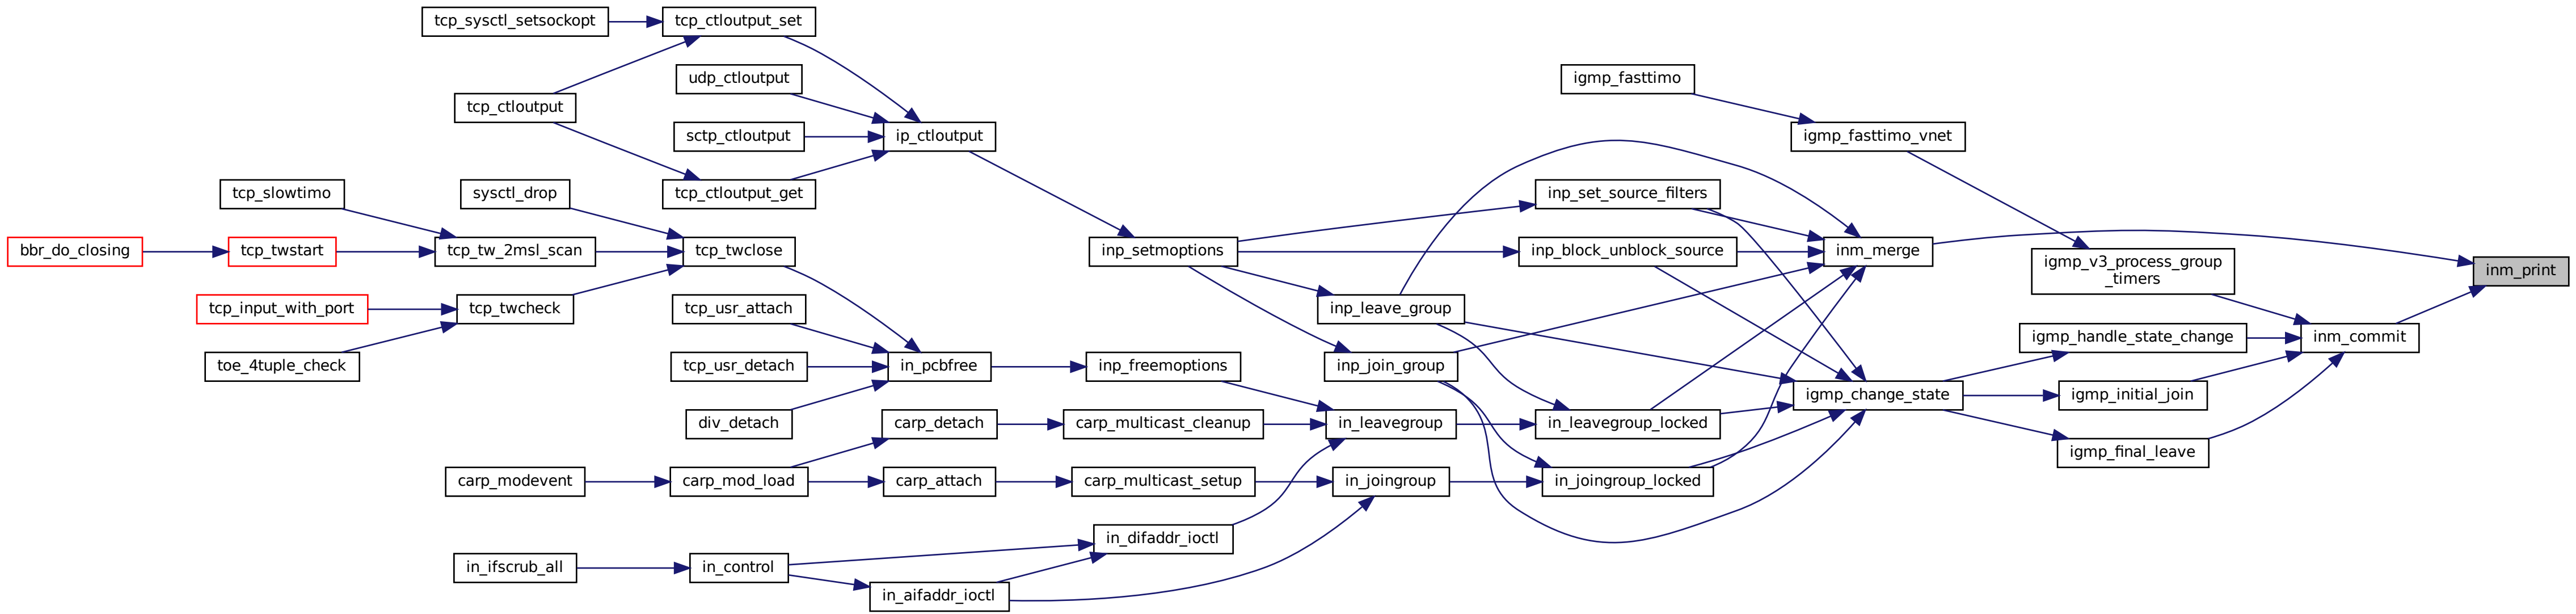 tcp_sysctl_setsockopt
tcp_ctloutput_set
udp_ctloutput
igmp_fasttimo
tcp_ctloutput
sctp_ctloutput
ip_ctloutput
igmp_fasttimo_vnet
tcp_slowtimo
sysctl_drop
tcp_ctloutput_get
inp_set_source_filters
bbr_do_closing
tcp_twstart
tcp_tw_2msl_scan
tcp_twclose
inp_setmoptions
inp_block_unblock_source
inm_merge
igmp_v3_process_group
_timers
inm_print
tcp_input_with_port
tcp_twcheck
tcp_usr_attach
inp_leave_group
igmp_handle_state_change
inm_commit
toe_4tuple_check
tcp_usr_detach
in_pcbfree
inp_freemoptions
inp_join_group
igmp_change_state
igmp_initial_join
div_detach
carp_detach
carp_multicast_cleanup
in_leavegroup
in_leavegroup_locked
igmp_final_leave
carp_modevent
carp_mod_load
carp_attach
carp_multicast_setup
in_joingroup
in_joingroup_locked
in_difaddr_ioctl
in_ifscrub_all
in_control
in_aifaddr_ioctl